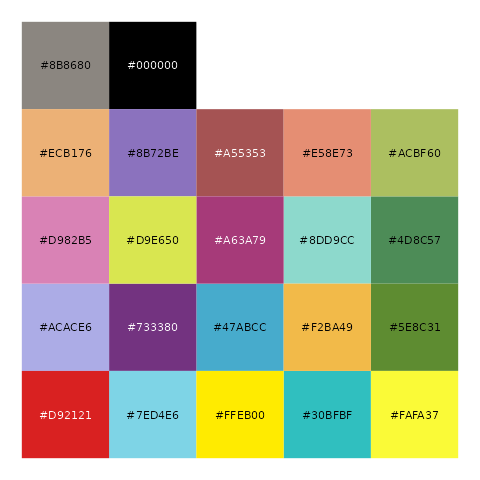 #8B8680 #000000
#ECB176 #8B72BE #A55353 #E58E73 #ACBF60
#D982B5 #D9E650 #A63A79 #8DD9CC #4D8C57
#ACACE6 #733380 #47ABCC #F2BA49 #5E8C31
#D92121 #7ED4E6 #FFEB00 #30BFBF #FAFA37